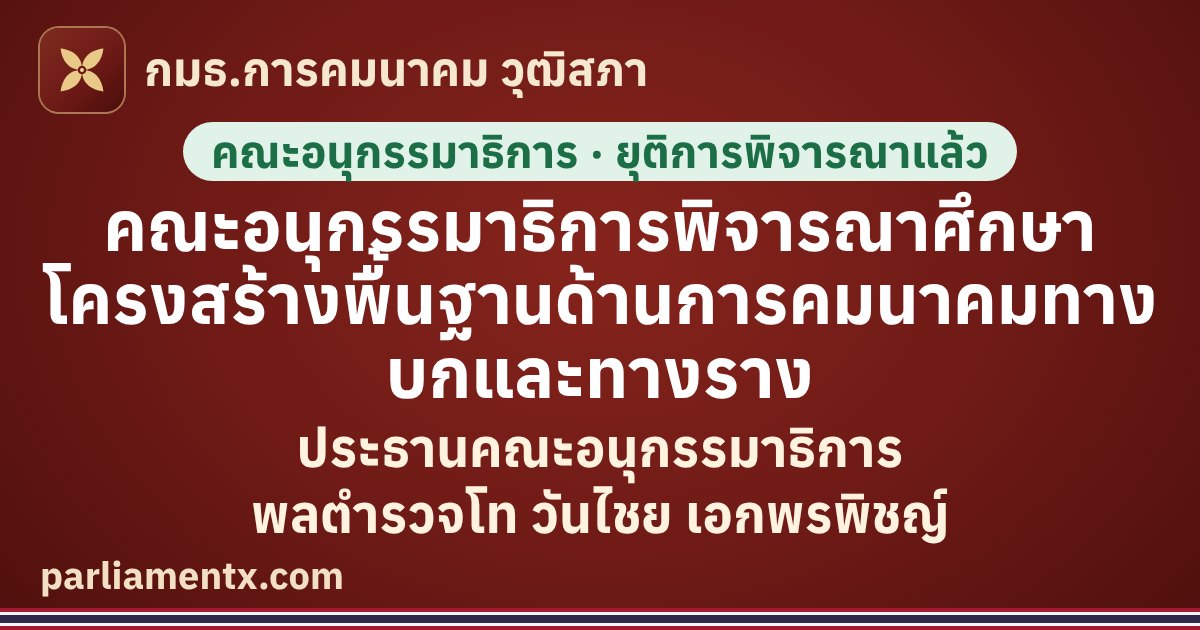 กมธ.การคมนาคม วุฒิสภา
คณะอนุกรรมาธิการ · ยุติการพิจารณาแล้ว
คณะอนุกรรมาธิการพิจารณาศึกษา
โครงสร้างพื้นฐานด้านการคมนาคมทาง
บกและทางราง
ประธานคณะอนุกรรมาธิการ
พลตำรวจโท วันไชย เอกพรพิชญ์
parliamentx.com